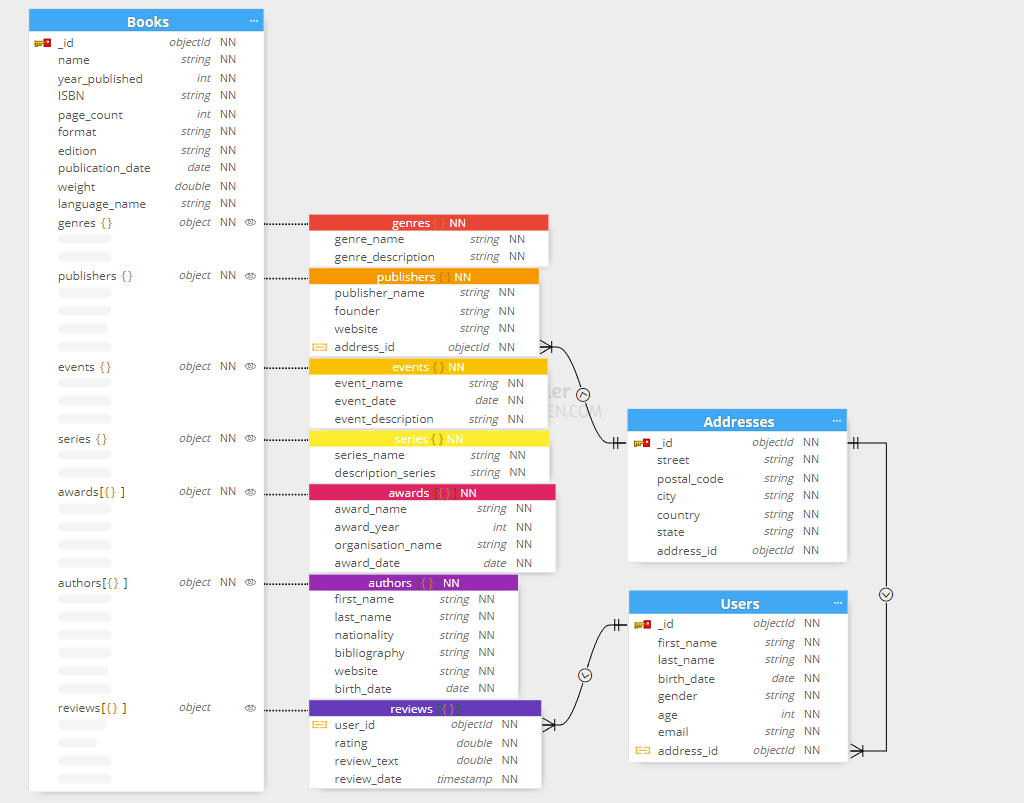 Books ...
_id objectId NN
name string NN
year_published int NN
ISBN string NN
page_count int NN
format string NN
edition string NN
publication_date date NN
weight double NN
language_name string NN
genres {} object NN
publishers {} object NN
events {} object NN
series {} object NN
awards[{} ] object NN
authors[{} ] object NN
reviews[{} ] object
genres {} NN
genre_name string NN
genre_description string NN
publishers {} NN
publisher_name string NN
founder string NN
website string NN
address_id objectId NN
events {} NN
event_name string NN
event_date date NN
event_description string NN
series {} NN
series_name string NN
description_series string NN
awards [{}] NN
award_name string NN
award_year int NN
organisation_name string NN
award_date date NN
authors [{}] NN
first_name string NN
last_name string NN
nationality string NN
bibliography string NN
website string NN
birth_date date NN
reviews [{}]
user_id objectId NN
rating double NN
review_text double NN
review_date timestamp NN
Addresses ...
_id objectId NN
street string NN
postal_code string NN
city string NN
country string NN
state string NN
address_id objectId NN
Users ...
_id objectId NN
first_name string NN
last_name string NN
birth_date date NN
gender string NN
age int NN
email string NN
address_id objectId NN